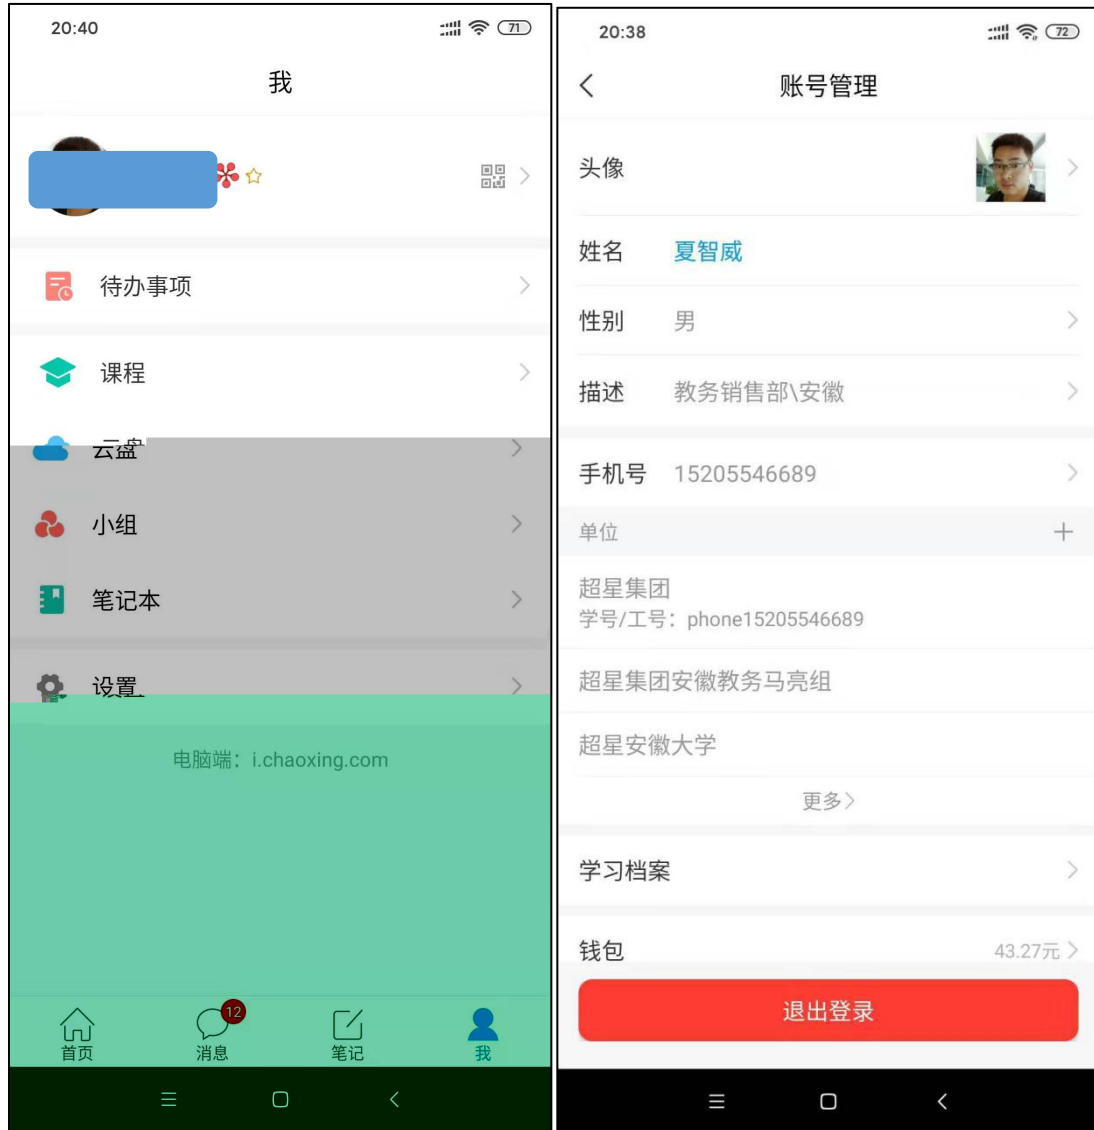 20:40
71
我
待办事项
课程
云盘
小组
笔记本
设置
电脑端：i.chaoxing.com
12
首页
消息
笔记
我
20:38
72
账号管理
头像
姓名 夏智威
性别 男
描述 教务销售部\安徽
手机号 15205546689
单位
超星集团
学号/工号：phone15205546689
超星集团安徽教务马亮组
超星安徽大学
更多
学习档案
钱包 43.27元
退出登录